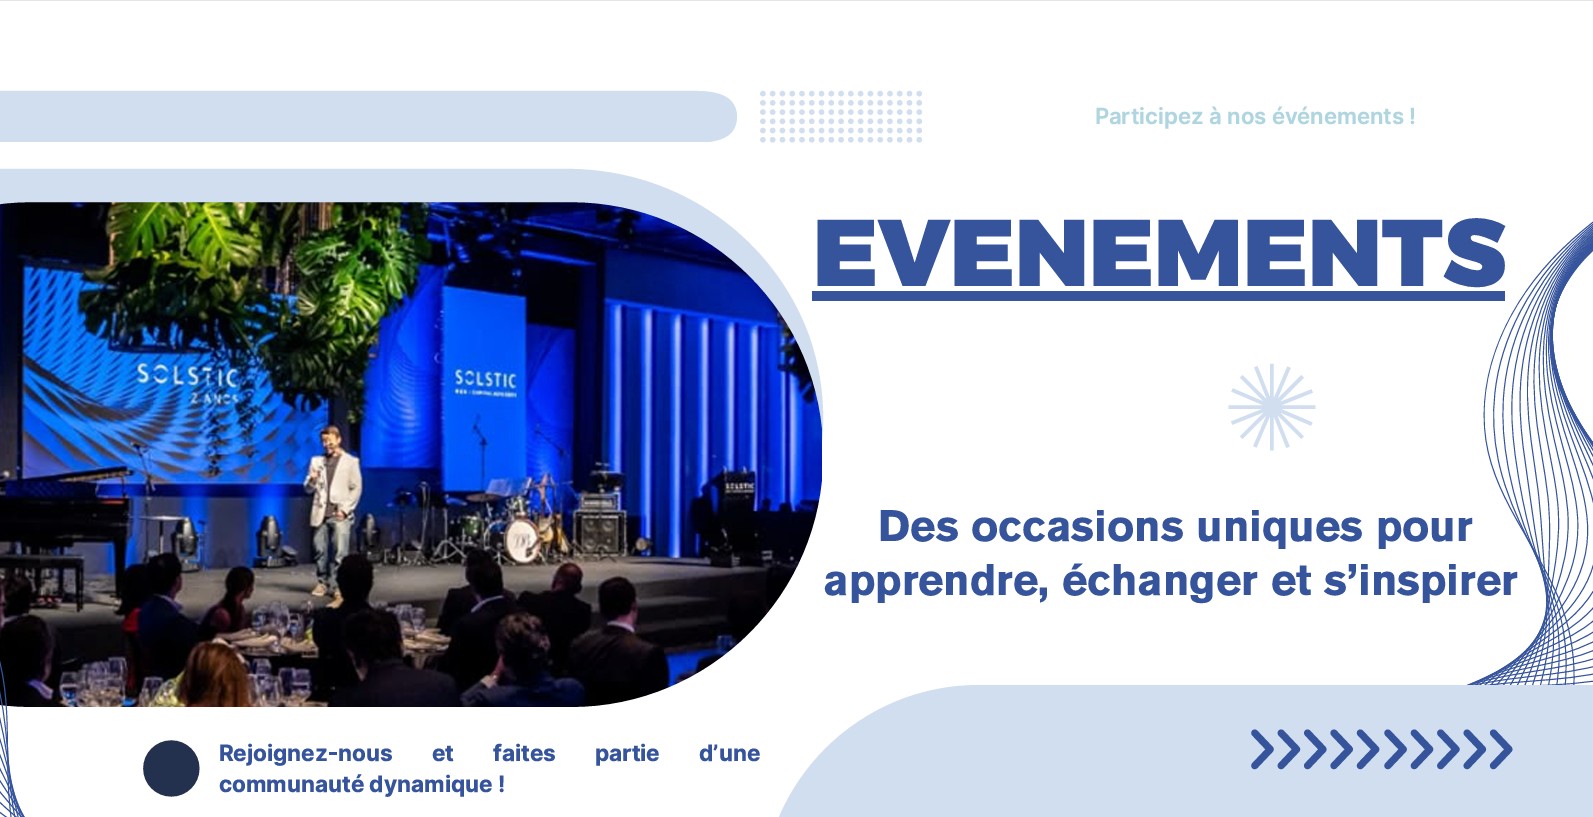 Participez à nos événements !
EVENEMENTS
SOLSTIC
2 ANOS
SOLSTIC
SOLSTIC
Des occasions uniques pour
apprendre, échanger et s’inspirer
Rejoignez-nous et faites partie d’une
communauté dynamique !